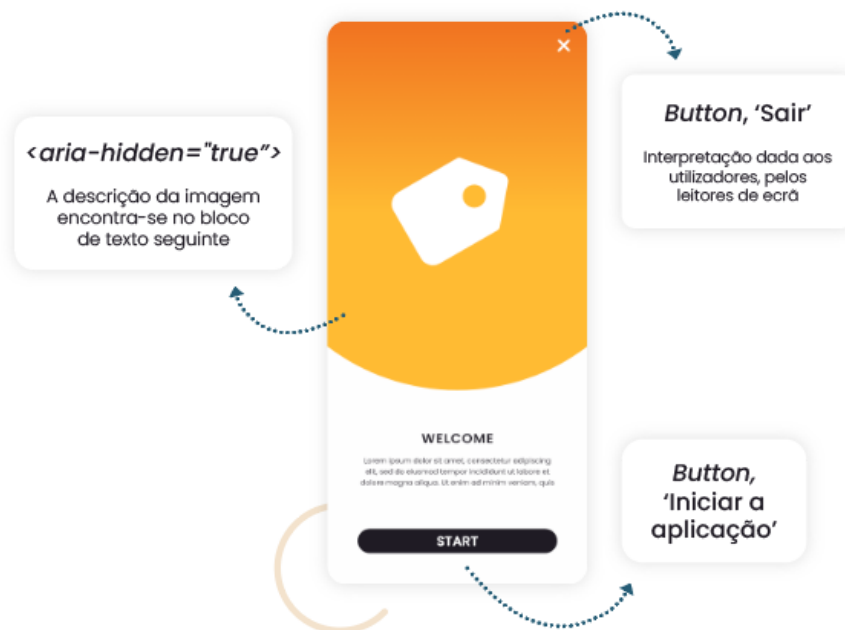 <aria-hidden="true”>
A descrição da imagem
encontra-se no bloco
de texto seguinte
Button, ‘Sair’
Interpretação dada aos
utilizadores, pelos
leitores de ecrã
WELCOME
Lorem ipsum dolor sit amet, consectetur adipiscing
elit, sed do eiusmod tempor incididunt ut labore et
dolore magna aliqua. Ut enim ad minim veniam, quis
START
Button,
‘Iniciar a
aplicação’